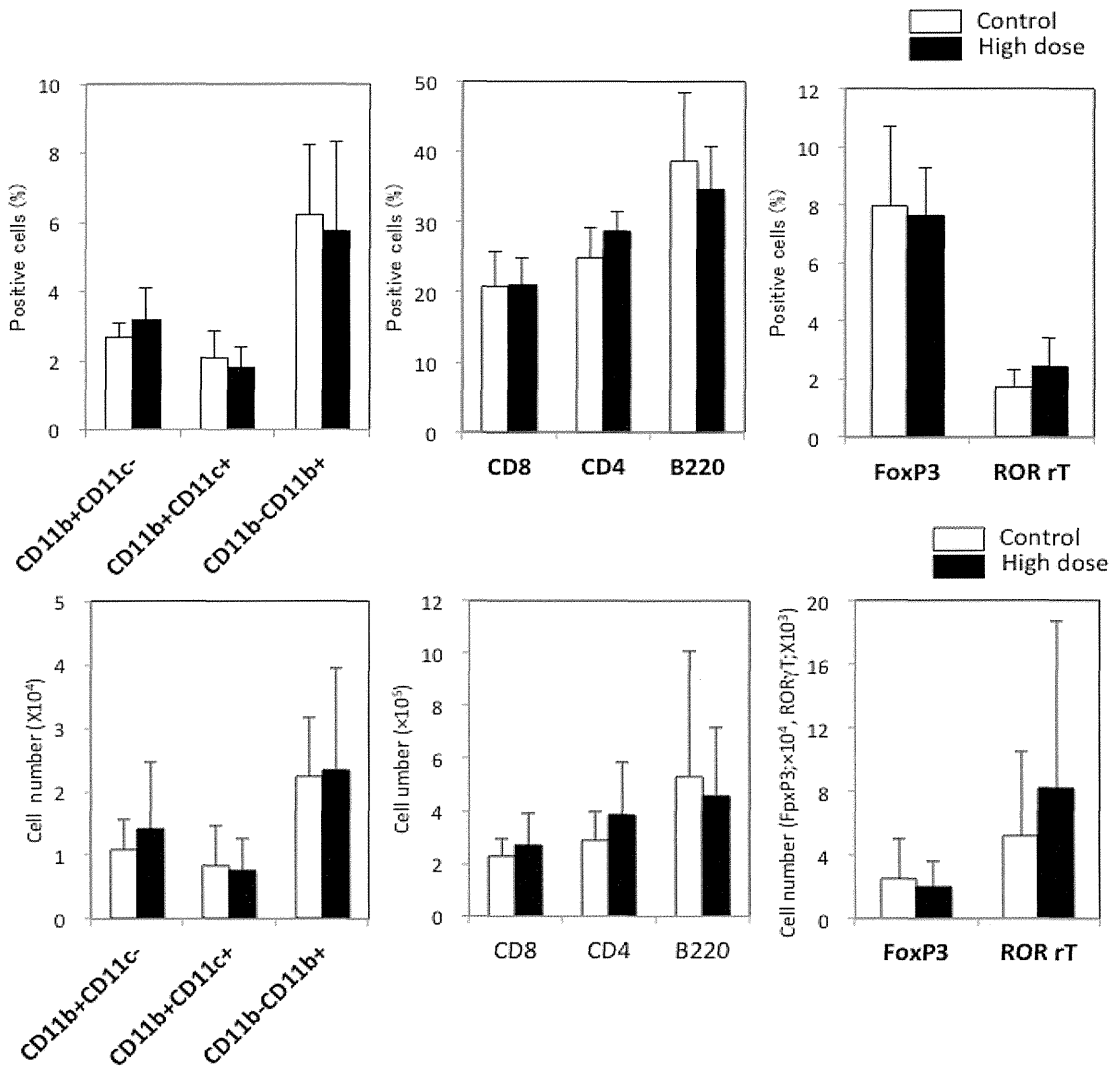 Control
High dose
Positive cells (%)
10
8
6
4
2
0
CD11b+CD11c-
CD11b+CD11c+
CD11b-CD11b+
Positive cells (%)
50
40
30
20
10
0
CD8
CD4
B220
Positive cells (%)
12
10
8
6
4
2
0
FoxP3
ROR rT
Control
High dose
Cell number (X10⁴)
5
4
3
2
1
0
CD11b+CD11c-
CD11b+CD11c+
CD11b-CD11b+
Cell umber (×10⁵)
12
10
8
6
4
2
0
CD8
CD4
B220
Cell number (FpxP3;×10⁴, RORγT;X10³)
20
16
12
8
4
0
FoxP3
ROR rT